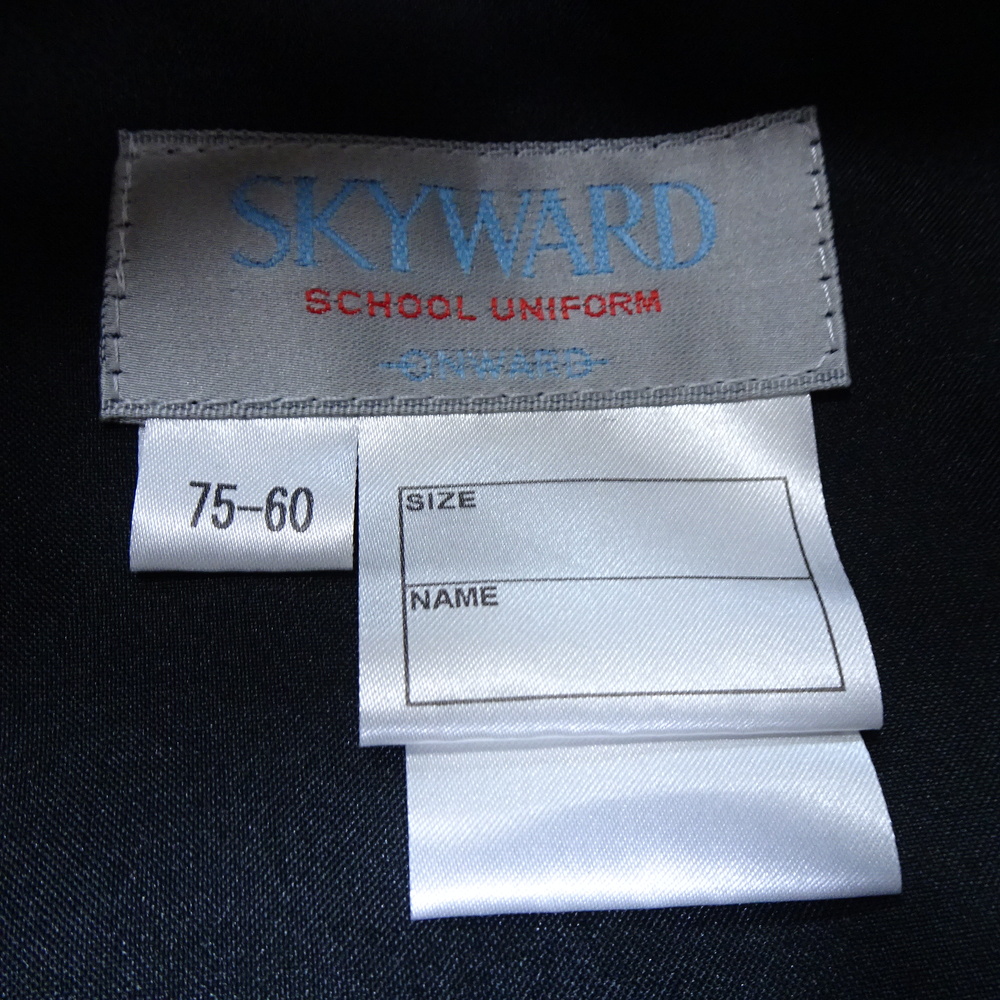 SKYWARD
SCHOOL UNIFORM
ONWARD
75-60
SIZE
NAME